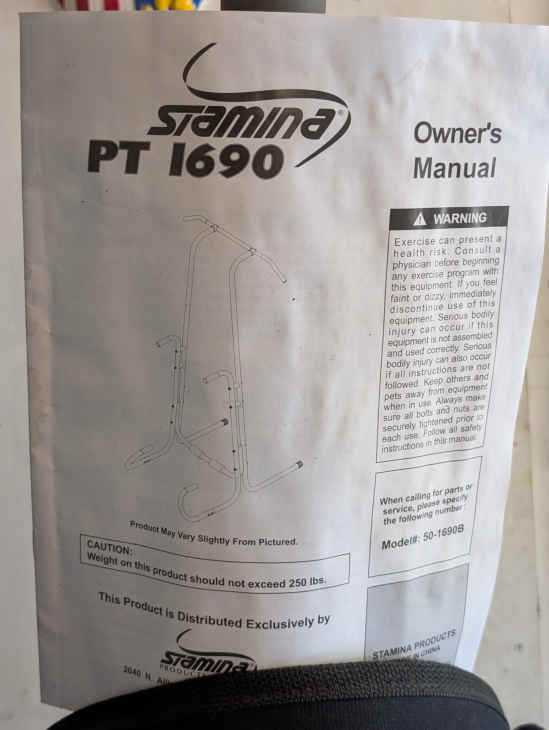 STAMINA
PT 1690
Owner's
Manual
WARNING
Exercise can present a
health risk. Consult a
physician before beginning
any exercise program with
this equipment. If you feel
faint or dizzy, immediately
discontinue use of this
equipment. Serious bodily
injury can occur if this
equipment is not assembled
and used correctly. Serious
bodily injury can also occur
if all instructions are not
followed. Keep others and
pets away from equipment
when in use. Always make
sure all bolts and nuts are
securely tightened prior to
each use. Follow all safety
instructions in this manual.
Product May Vary Slightly From Pictured.
When calling for parts or
service, please specify
the following number:
Model#: 50-1690B
CAUTION:
Weight on this product should not exceed 250 lbs.
This Product is Distributed Exclusively by
STAMINA
PRODUCTS
2040 N.
STAMINA PRODUCTS
IN CHINA